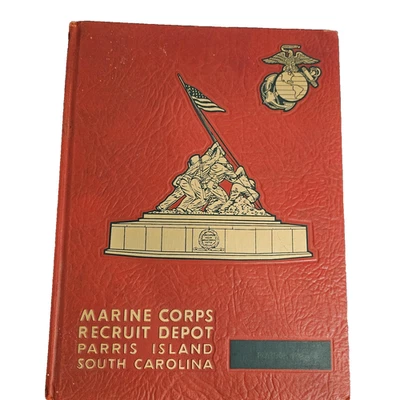 MARINE CORPS
RECRUIT DEPOT
PARRIS ISLAND
SOUTH CAROLINA